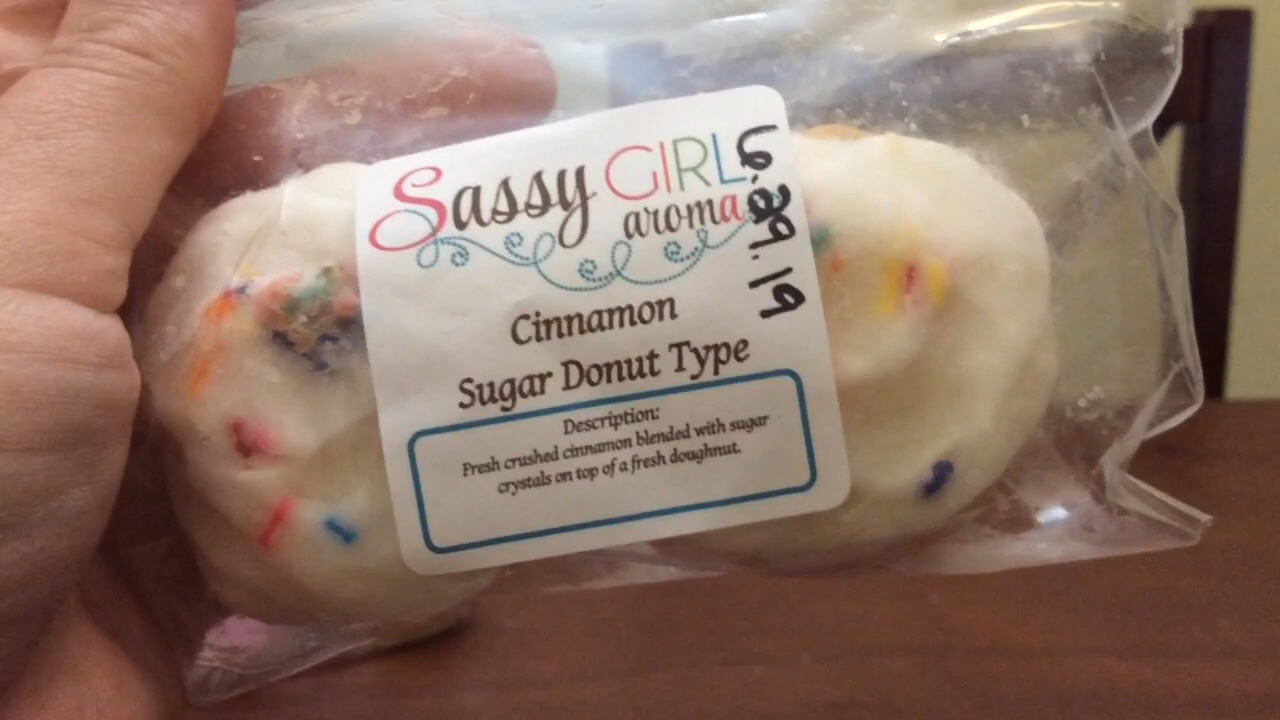 Sassy GIRL
aroma
6.29.19
Cinnamon
Sugar Donut Type
Description:
Fresh crushed cinnamon blended with sugar
crystals on top of a fresh doughnut.